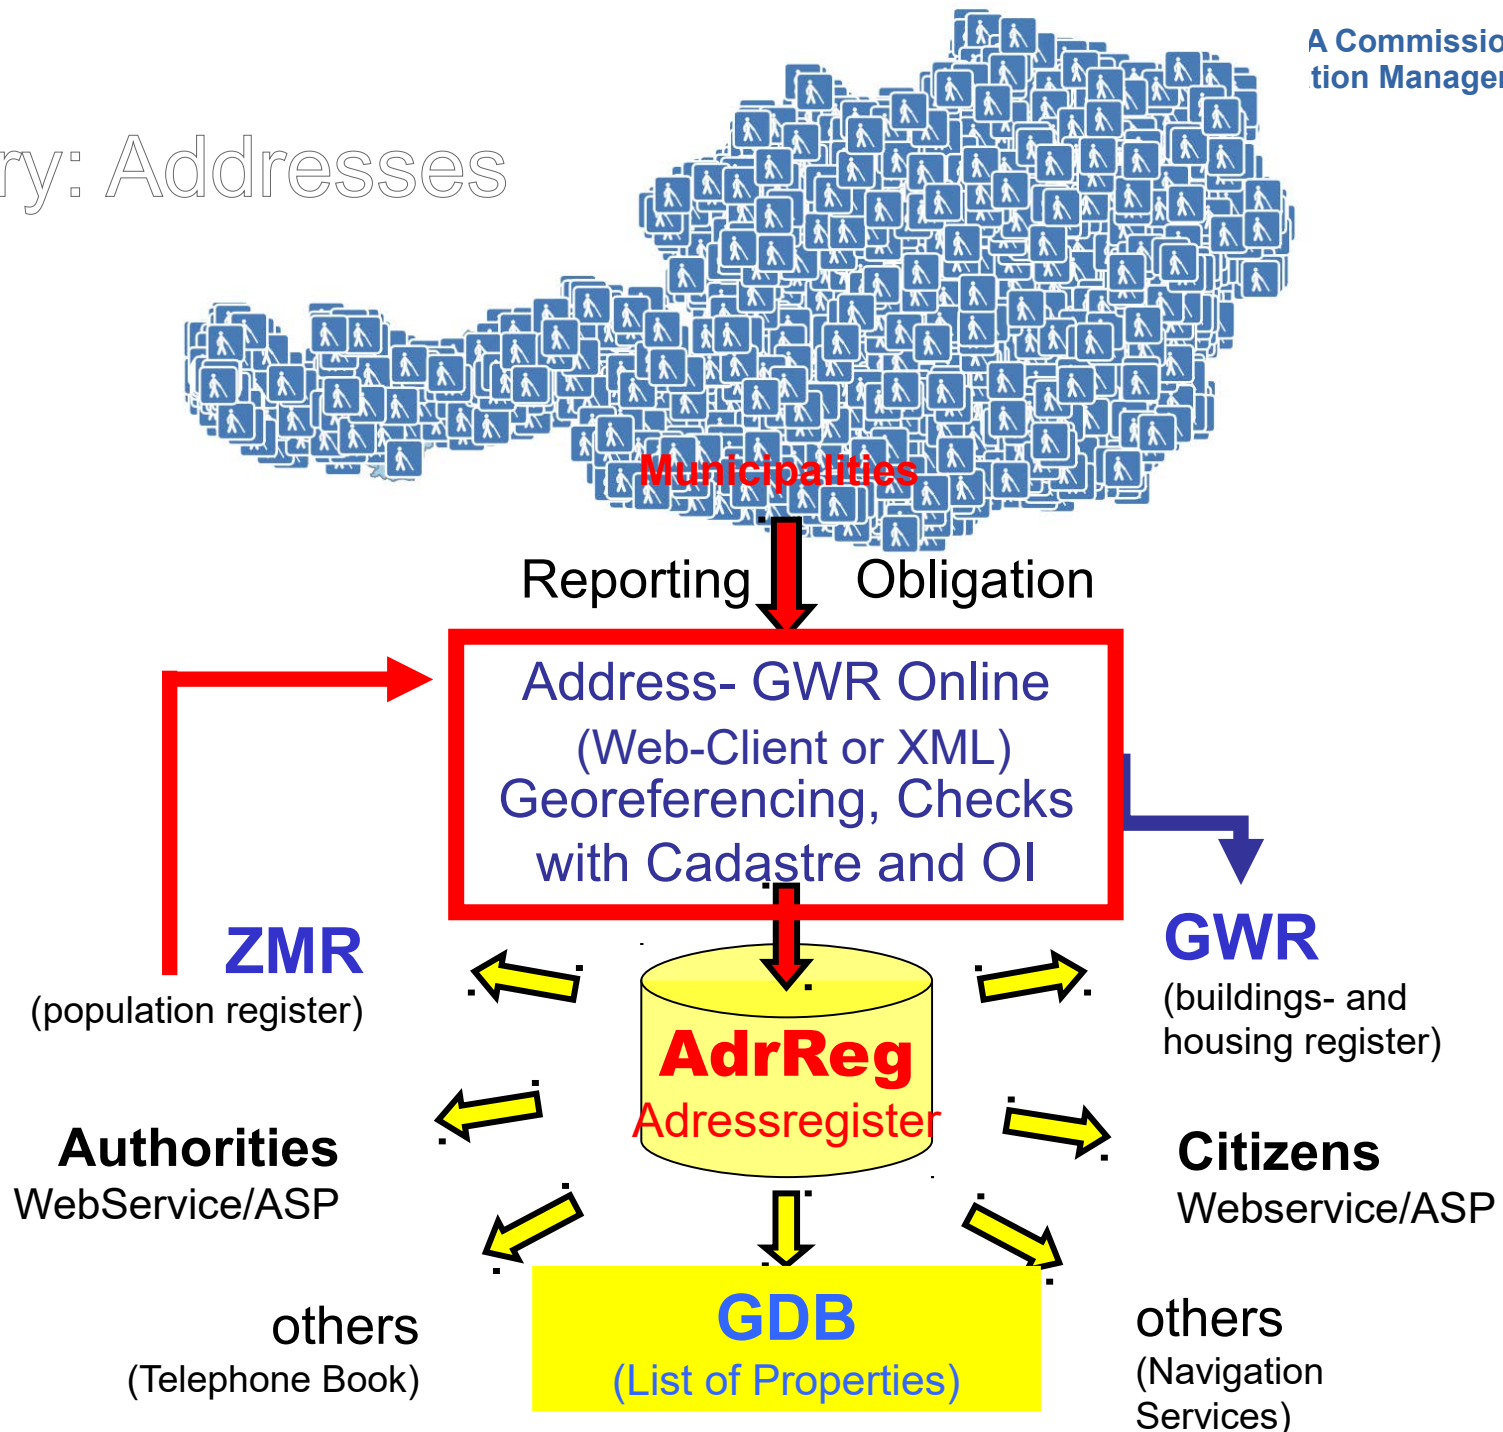 A Commissio
tion Manager
ry: Addresses
Municipalities
Reporting Obligation
Address- GWR Online
(Web-Client or XML)
Georeferencing, Checks
with Cadastre and OI
ZMR
(population register)
GWR
(buildings- and
housing register)
AdrReg
Adressregister
Authorities
WebService/ASP
Citizens
Webservice/ASP
others
(Telephone Book)
GDB
(List of Properties)
others
(Navigation
Services)